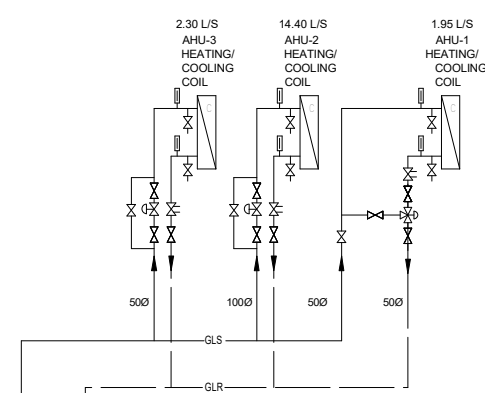 2.30 L/S
AHU-3
HEATING/
COOLING
COIL
14.40 L/S
AHU-2
HEATING/
COOLING
COIL
1.95 L/S
AHU-1
HEATING/
COOLING
COIL
C
C
C
50Ø
100Ø
50Ø
50Ø
GLS
GLR